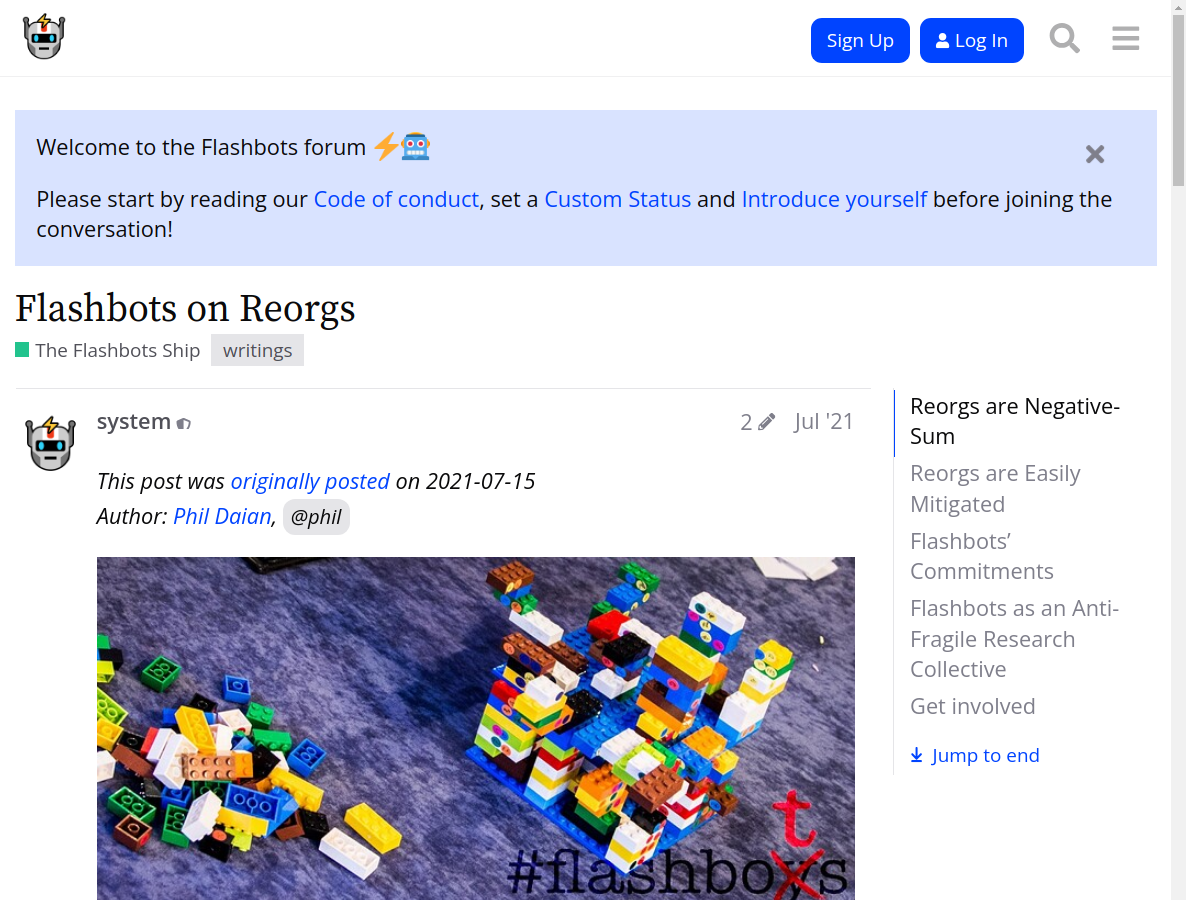 Sign Up
Log In
Welcome to the Flashbots forum
Please start by reading our Code of conduct, set a Custom Status and Introduce yourself before joining the
conversation!
Flashbots on Reorgs
The Flashbots Ship
writings
system
2
Jul '21
This post was originally posted on 2021-07-15
Author: Phil Daian, @phil
t
#flashboys
Reorgs are Negative-
Sum
Reorgs are Easily
Mitigated
Flashbots’
Commitments
Flashbots as an Anti-
Fragile Research
Collective
Get involved
Jump to end